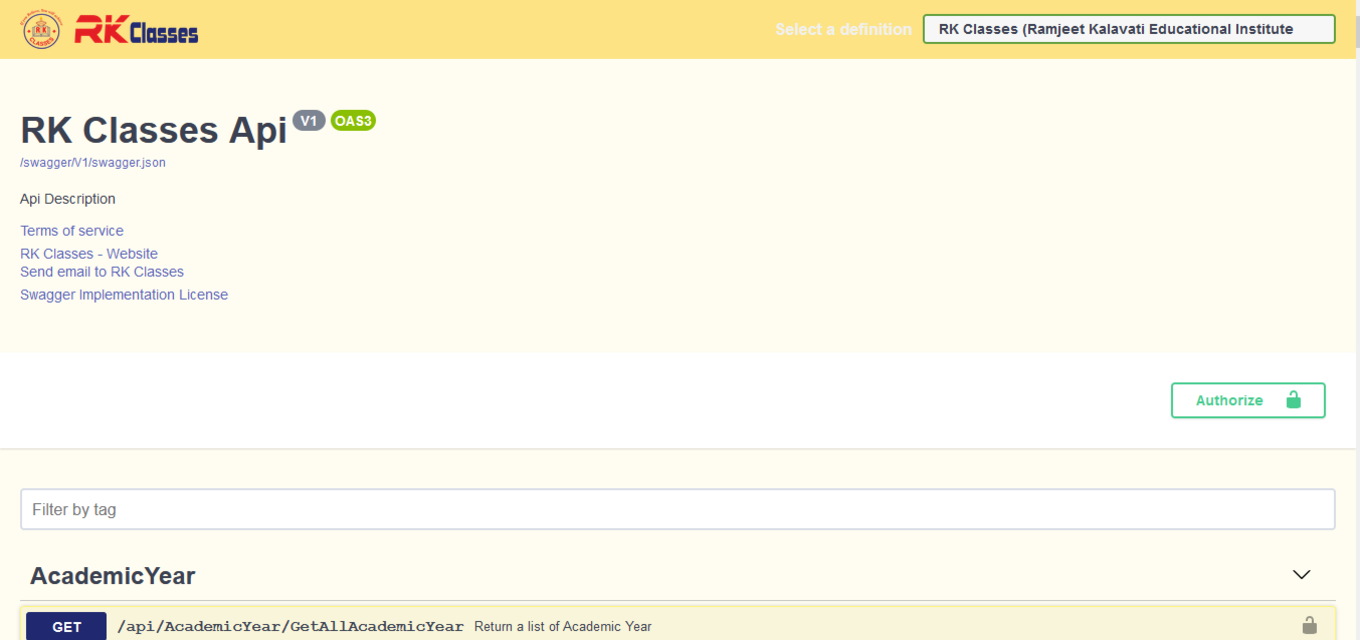 RK Classes
Select a definition
RK Classes (Ramjeet Kalavati Educational Institute
RK Classes Api V1 OAS3
/swagger/V1/swagger.json
Api Description
Terms of service
RK Classes - Website
Send email to RK Classes
Swagger Implementation License
Authorize
Filter by tag
AcademicYear
GET /api/AcademicYear/GetAllAcademicYear Return a list of Academic Year